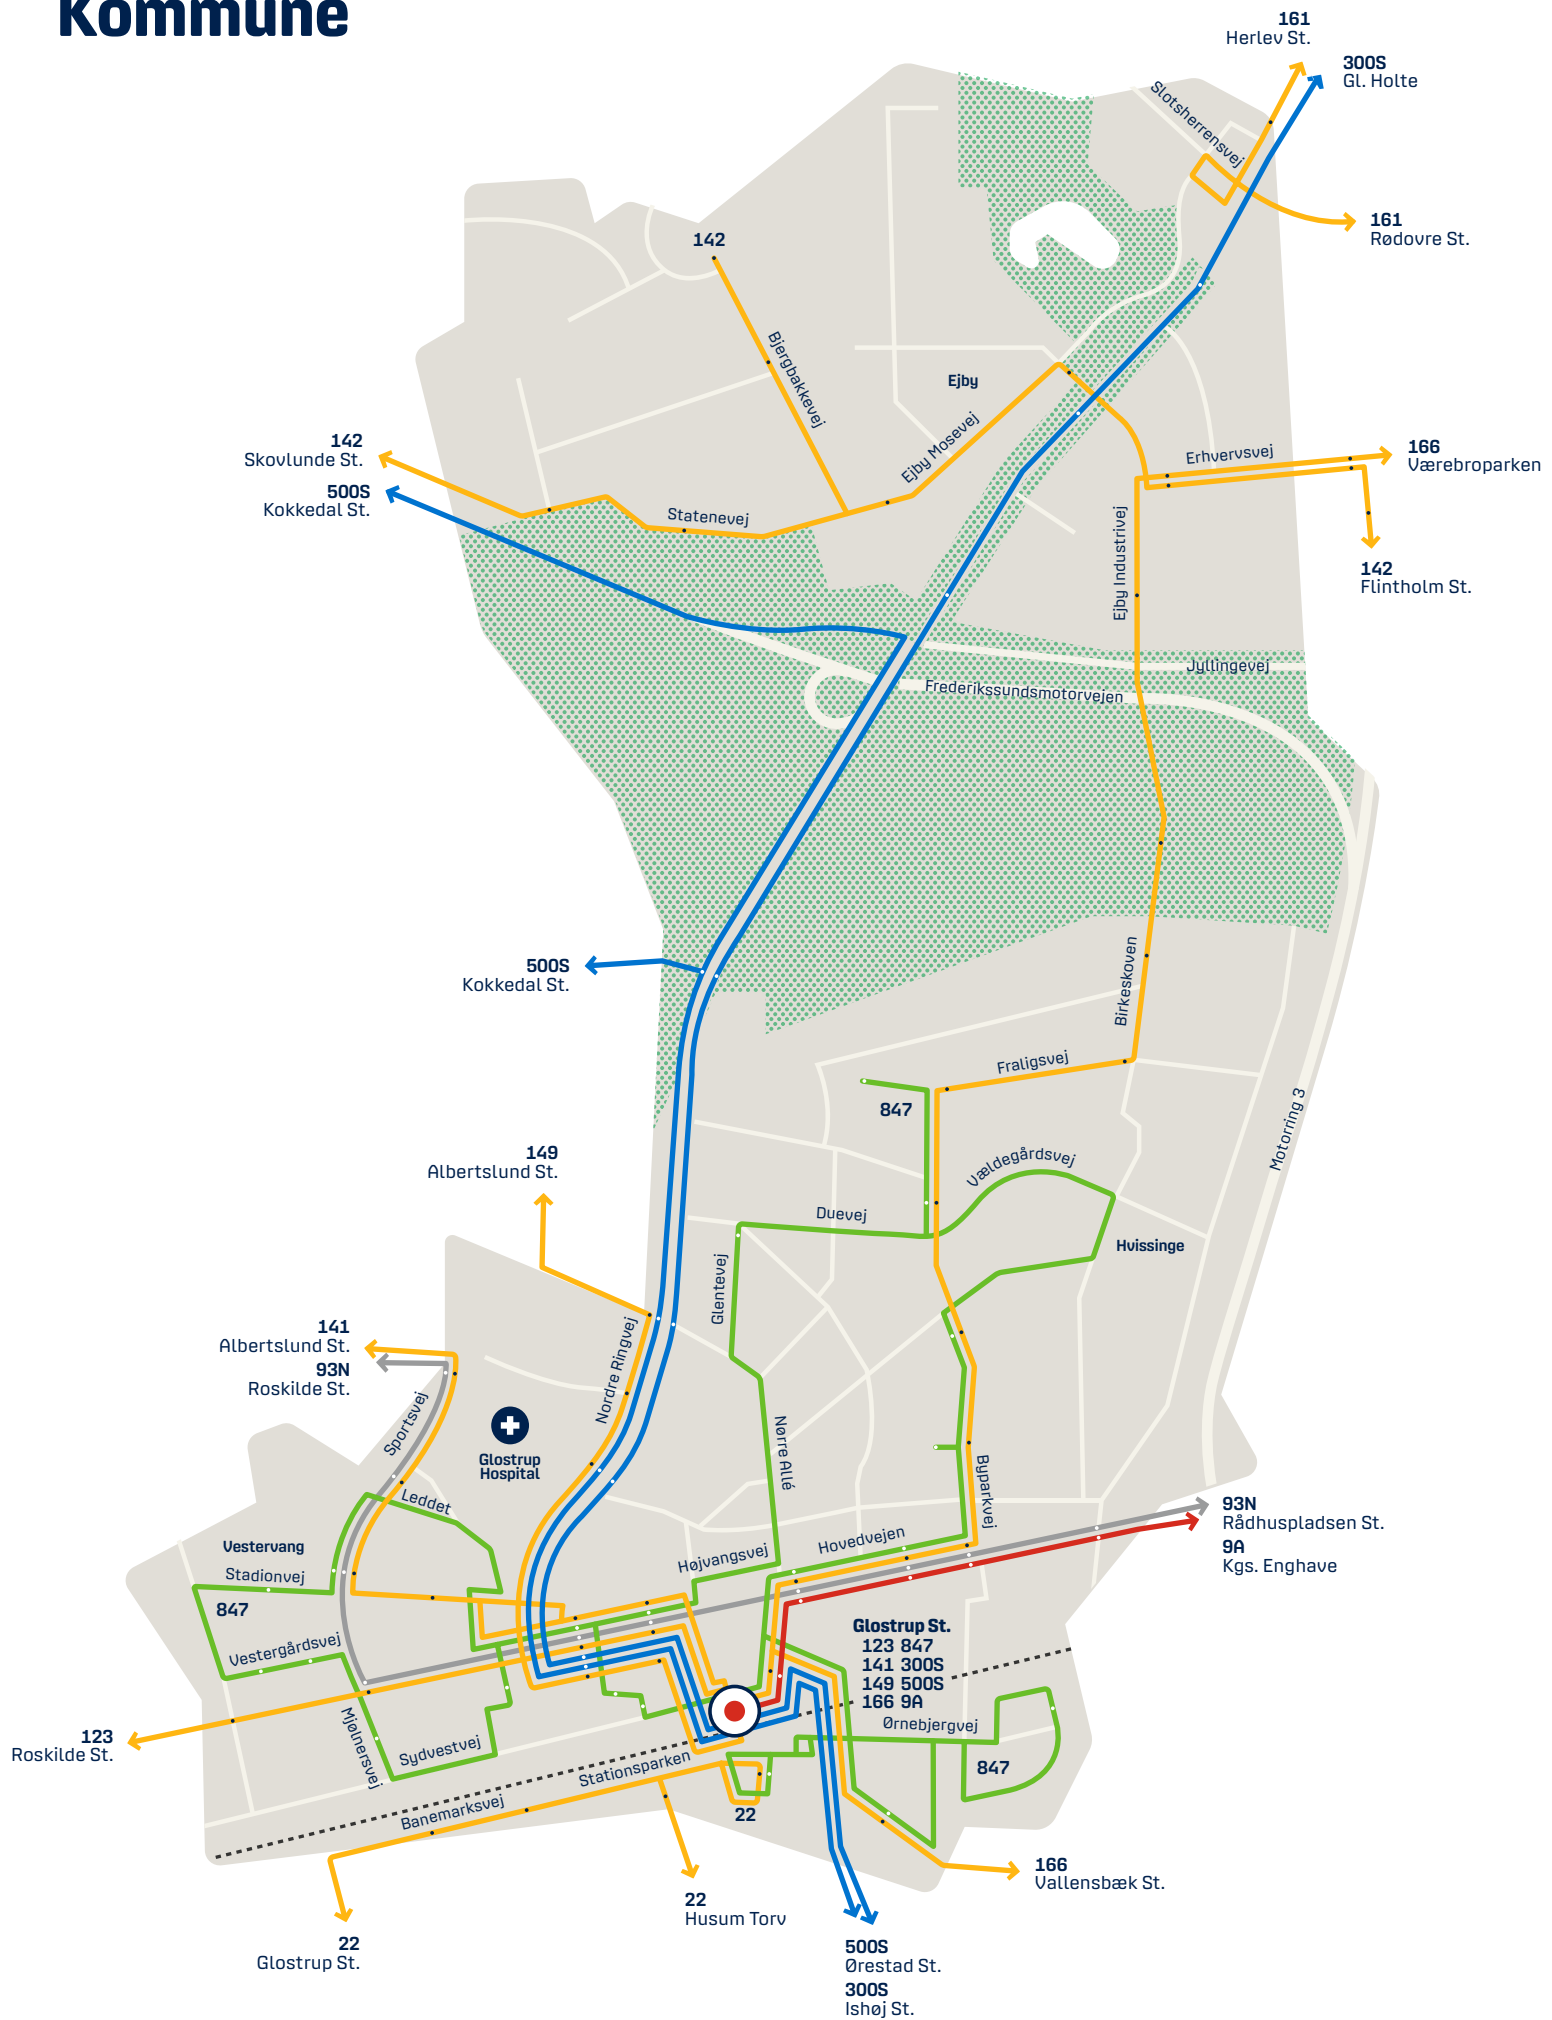 Kommune
161
Herlev St.
300S
Gl. Holte
Slotsherrensvej
161
Rødovre St.
142
Bjergbakkevej
Ejby
Ejby Mosevej
142
Skovlunde St.
500S
Kokkedal St.
Statenevej
Erhvervsvej
166
Værebroparken
Ejby Industrivej
142
Flintholm St.
Jyllingevej
Frederikssundsmotorvejen
500S
Kokkedal St.
Birkeskoven
Fraligsvej
847
Motorring 3
149
Albertslund St.
Vældegårdsvej
Duevej
Hvissinge
Glentevej
141
Albertslund St.
93N
Roskilde St.
Nordre Ringvej
Sportsvej
Glostrup
Hospital
Nørre Allé
Byparkvej
Leddet
93N
Rådhuspladsen St.
9A
Kgs. Enghave
Vestervang
Stadionvej
Højvangsvej
Hovedvejen
847
Vestergårdsvej
Glostrup St.
123 847
141 300S
149 500S
166 9A
Mjølnersvej
Ørnebjergvej
123
Roskilde St.
Sydvestvej
Stationsparken
847
Banemarksvej
22
166
Vallensbæk St.
22
Husum Torv
22
Glostrup St.
500S
Ørestad St.
300S
Ishøj St.